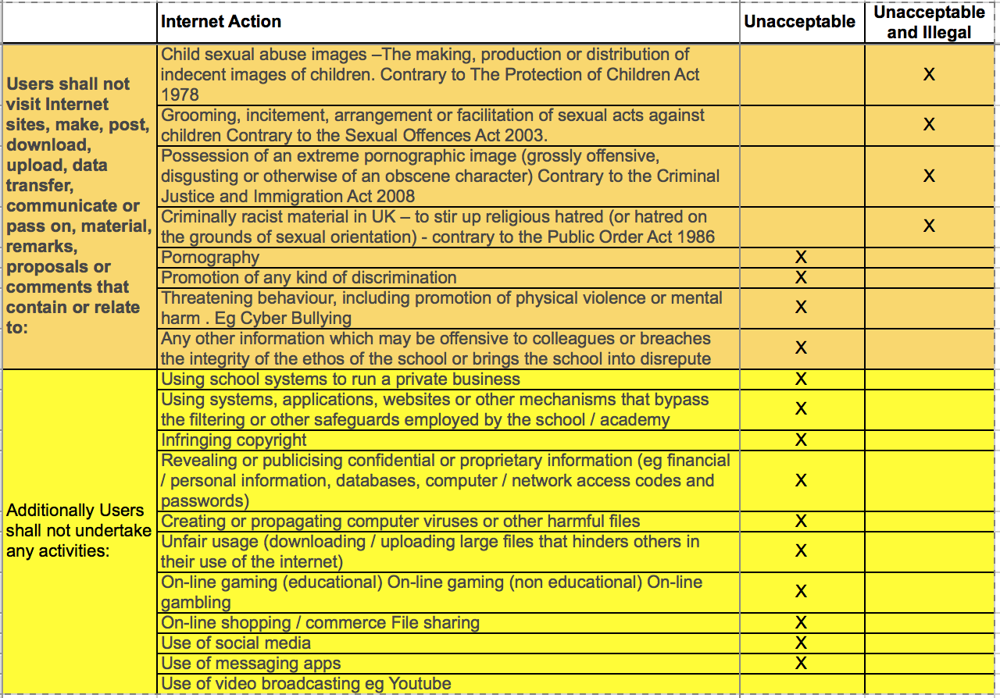 Internet Action
Unacceptable
Unacceptable
and Illegal
Users shall not
visit Internet
sites, make, post,
download,
upload, data
transfer,
communicate or
pass on, material,
remarks,
proposals or
comments that
contain or relate
to:
Child sexual abuse images –The making, production or distribution of
indecent images of children. Contrary to The Protection of Children Act
1978
X
Grooming, incitement, arrangement or facilitation of sexual acts against
children Contrary to the Sexual Offences Act 2003.
X
Possession of an extreme pornographic image (grossly offensive,
disgusting or otherwise of an obscene character) Contrary to the Criminal
Justice and Immigration Act 2008
X
Criminally racist material in UK – to stir up religious hatred (or hatred on
the grounds of sexual orientation) - contrary to the Public Order Act 1986
X
Pornography
X
Promotion of any kind of discrimination
X
Threatening behaviour, including promotion of physical violence or mental
harm . Eg Cyber Bullying
X
Any other information which may be offensive to colleagues or breaches
the integrity of the ethos of the school or brings the school into disrepute
X
Additionally Users
shall not undertake
any activities:
Using school systems to run a private business
X
Using systems, applications, websites or other mechanisms that bypass
the filtering or other safeguards employed by the school / academy
X
Infringing copyright
X
Revealing or publicising confidential or proprietary information (eg financial
/ personal information, databases, computer / network access codes and
passwords)
X
Creating or propagating computer viruses or other harmful files
X
Unfair usage (downloading / uploading large files that hinders others in
their use of the internet)
X
On-line gaming (educational) On-line gaming (non educational) On-line
gambling
X
On-line shopping / commerce File sharing
X
Use of social media
X
Use of messaging apps
X
Use of video broadcasting eg Youtube